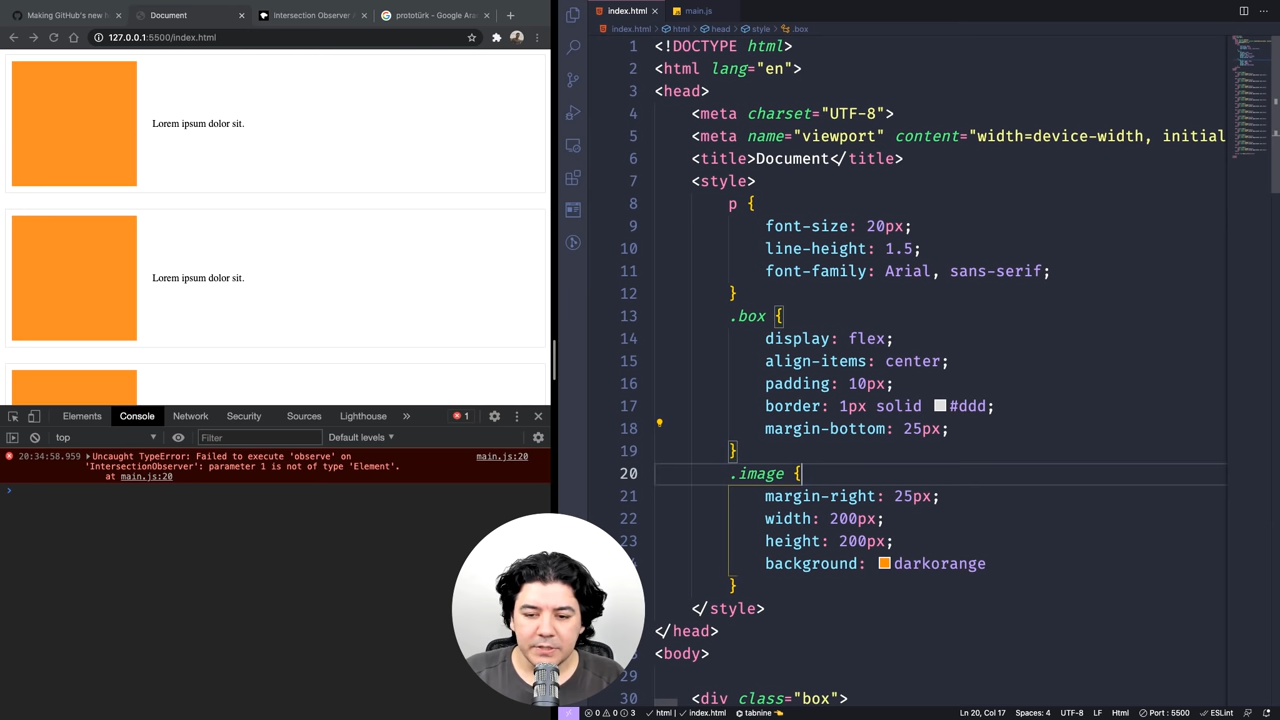 Making GitHub's new h
Document
Intersection Observer A
prototürk - Google Ara
127.0.0.1:5500/index.html
Lorem ipsum dolor sit.
Lorem ipsum dolor sit.
Elements
Console
Network
Security
Sources
Lighthouse
»
1
top
Filter
Default levels
20:34:58.959
Uncaught TypeError: Failed to execute 'observe' on
main.js:20
'IntersectionObserver': parameter 1 is not of type 'Element'.
at main.js:20
index.html
main.js
index.html > html > head > style > .box
1 <!DOCTYPE html>
2 <html lang="en">
3 <head>
4 <meta charset="UTF-8">
5 <meta name="viewport" content="width=device-width, initial
6 <title>Document</title>
7 <style>
8 p {
9 font-size: 20px;
10 line-height: 1.5;
11 font-family: Arial, sans-serif;
12 }
13 .box {
14 display: flex;
15 align-items: center;
16 padding: 10px;
17 border: 1px solid #ddd;
18 margin-bottom: 25px;
19 }
20 .image {
21 margin-right: 25px;
22 width: 200px;
23 height: 200px;
background: darkorange
}
</style>
</head>
<body>
29
30 <div class="box">
0 0 3
html
index.html
tabnine
Ln 20, Col 17
Spaces: 4
UTF-8
LF
Html
Port : 5500
ESLint